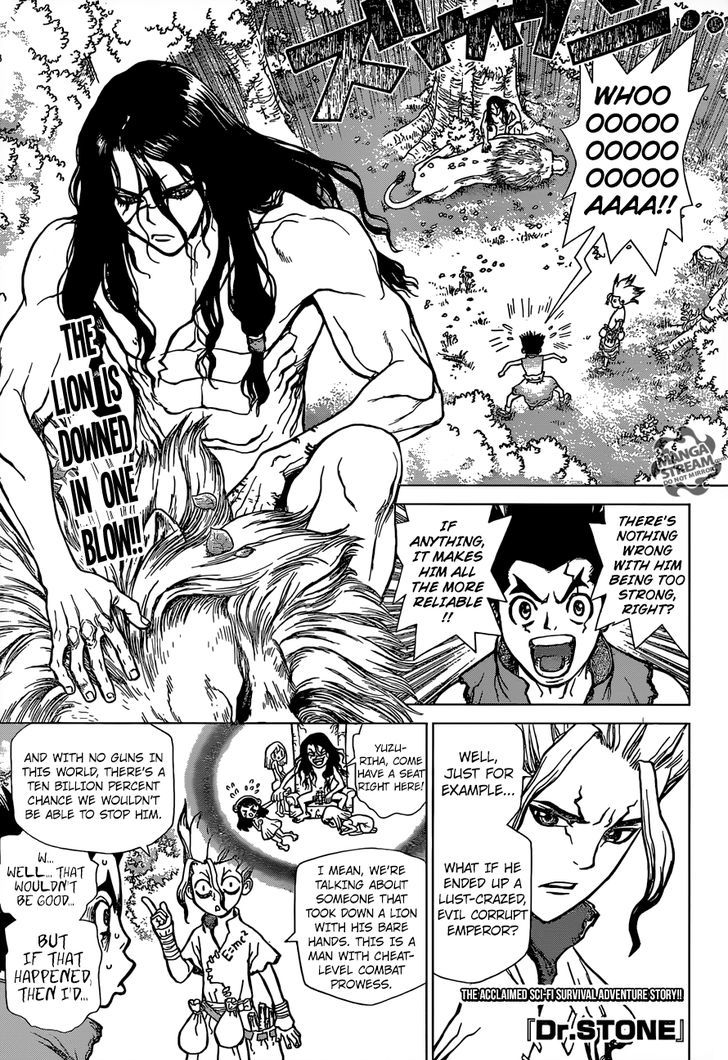 WHOO
OOOOO
OOOOO
OOOOO
AAAA!!
THE
LION IS
DOWNED
IN ONE
BLOW!!
MANGA
STREAM
DO NOT MIRROR
THERE'S
NOTHING
WRONG
WITH HIM
BEING TOO
STRONG,
RIGHT?
IF
ANYTHING,
IT MAKES
HIM ALL
THE MORE
RELIABLE
!!
WELL,
JUST FOR
EXAMPLE...
WHAT IF HE
ENDED UP A
LUST-CRAZED,
EVIL CORRUPT
EMPEROR?
YUZU-
RIHA, COME
HAVE A SEAT
RIGHT HERE!
I MEAN, WE'RE
TALKING ABOUT
SOMEONE THAT
TOOK DOWN A LION
WITH HIS BARE
HANDS. THIS IS A
MAN WITH CHEAT-
LEVEL COMBAT
PROWESS.
AND WITH NO GUNS IN
THIS WORLD, THERE'S A
TEN BILLION PERCENT
CHANCE WE WOULDN'T
BE ABLE TO STOP HIM.
E=mc²
W...
WELL... THAT
WOULDN'T
BE GOOD...
BUT
IF THAT
HAPPENED,
THEN I'D...
THE ACCLAIMED SCI-FI SURVIVAL ADVENTURE STORY!!
『Dr.STONE』